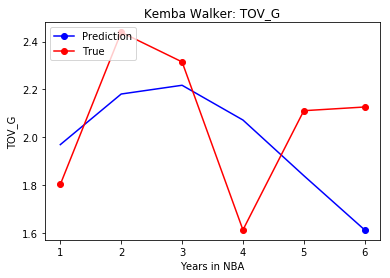 Kemba Walker: TOV_G
Prediction
True
TOV_G
2.4
2.2
2.0
1.8
1.6
1 2 3 4 5 6
Years in NBA